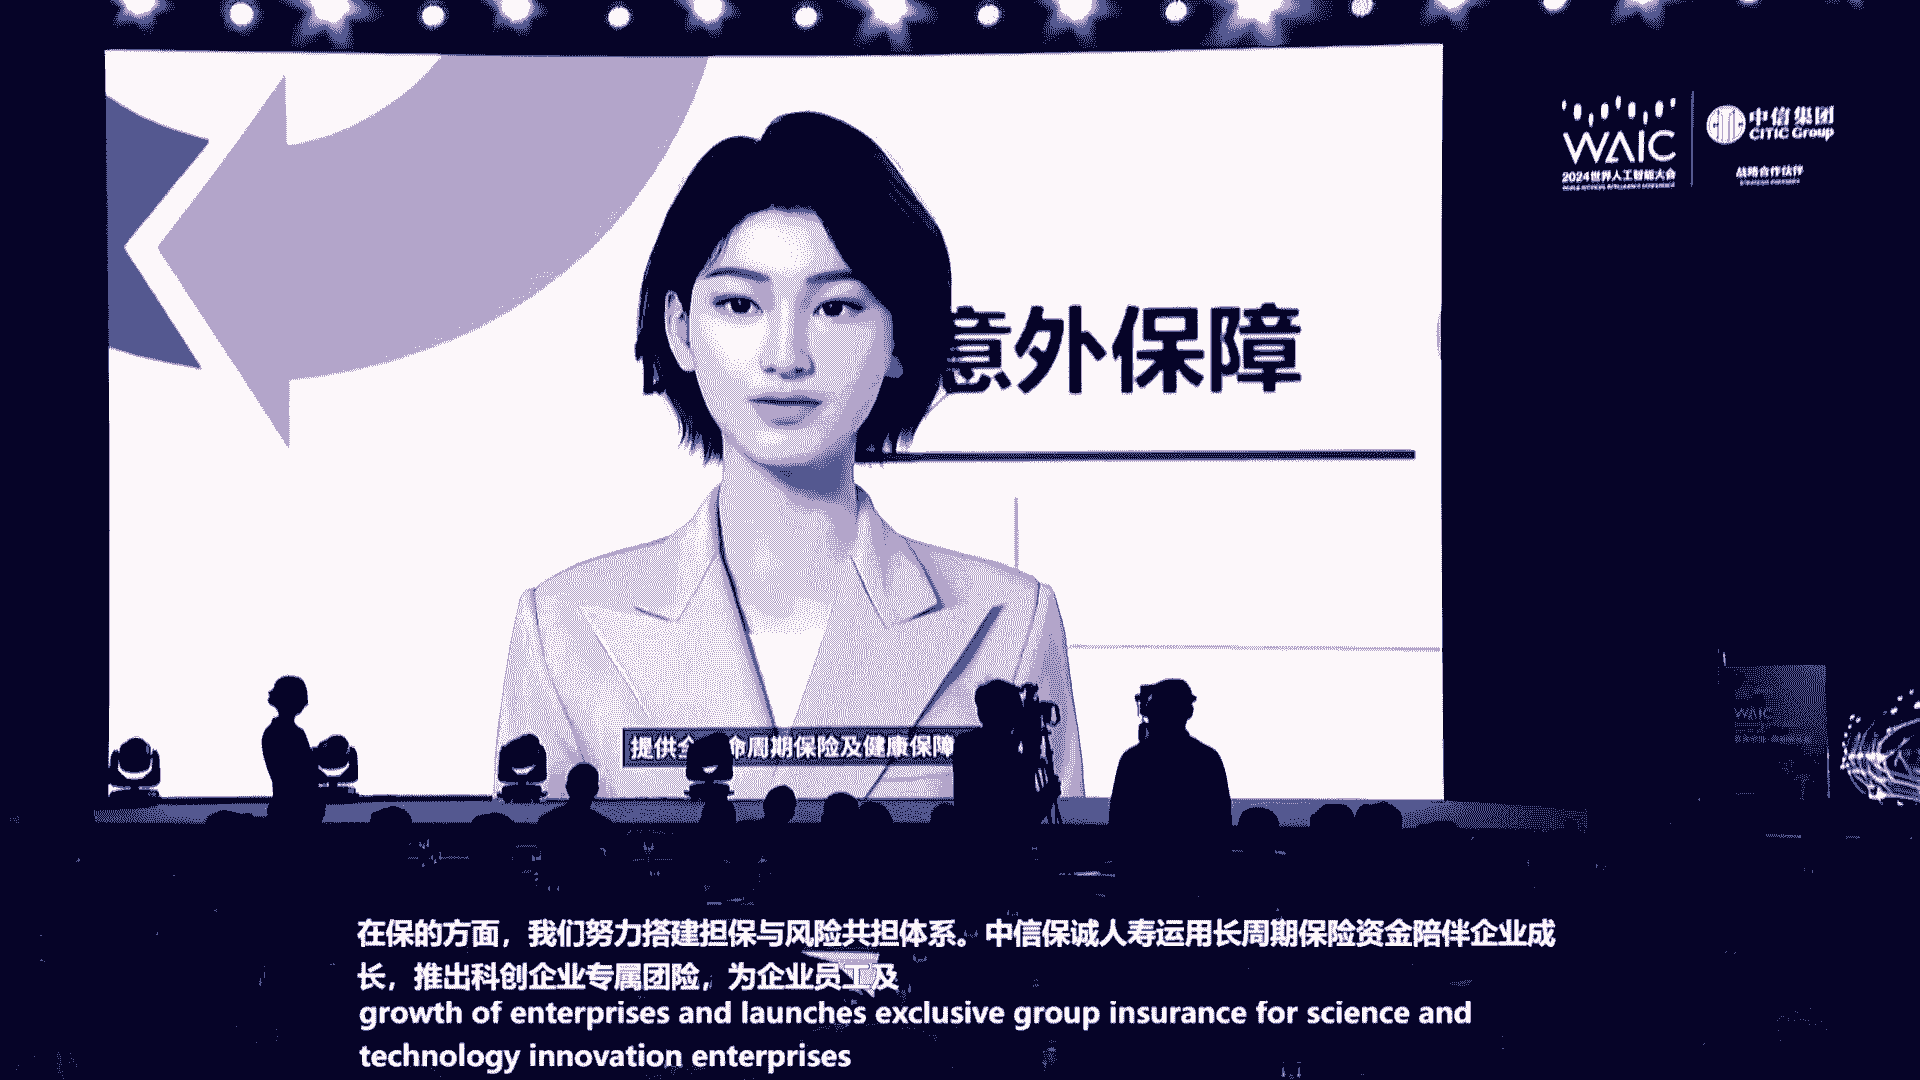 WAIC
2024世界人工智能大会
中信集团
CITIC Group
战略合作伙伴
意外保障
提供全 命周期保险及健康保障
WAIC
在保的方面，我们努力搭建担保与风险共担体系。中信保诚人寿运用长周期保险资金陪伴企业成
长，推出科创企业专属团险，为企业员工及
growth of enterprises and launches exclusive group insurance for science and
technology innovation enterprises